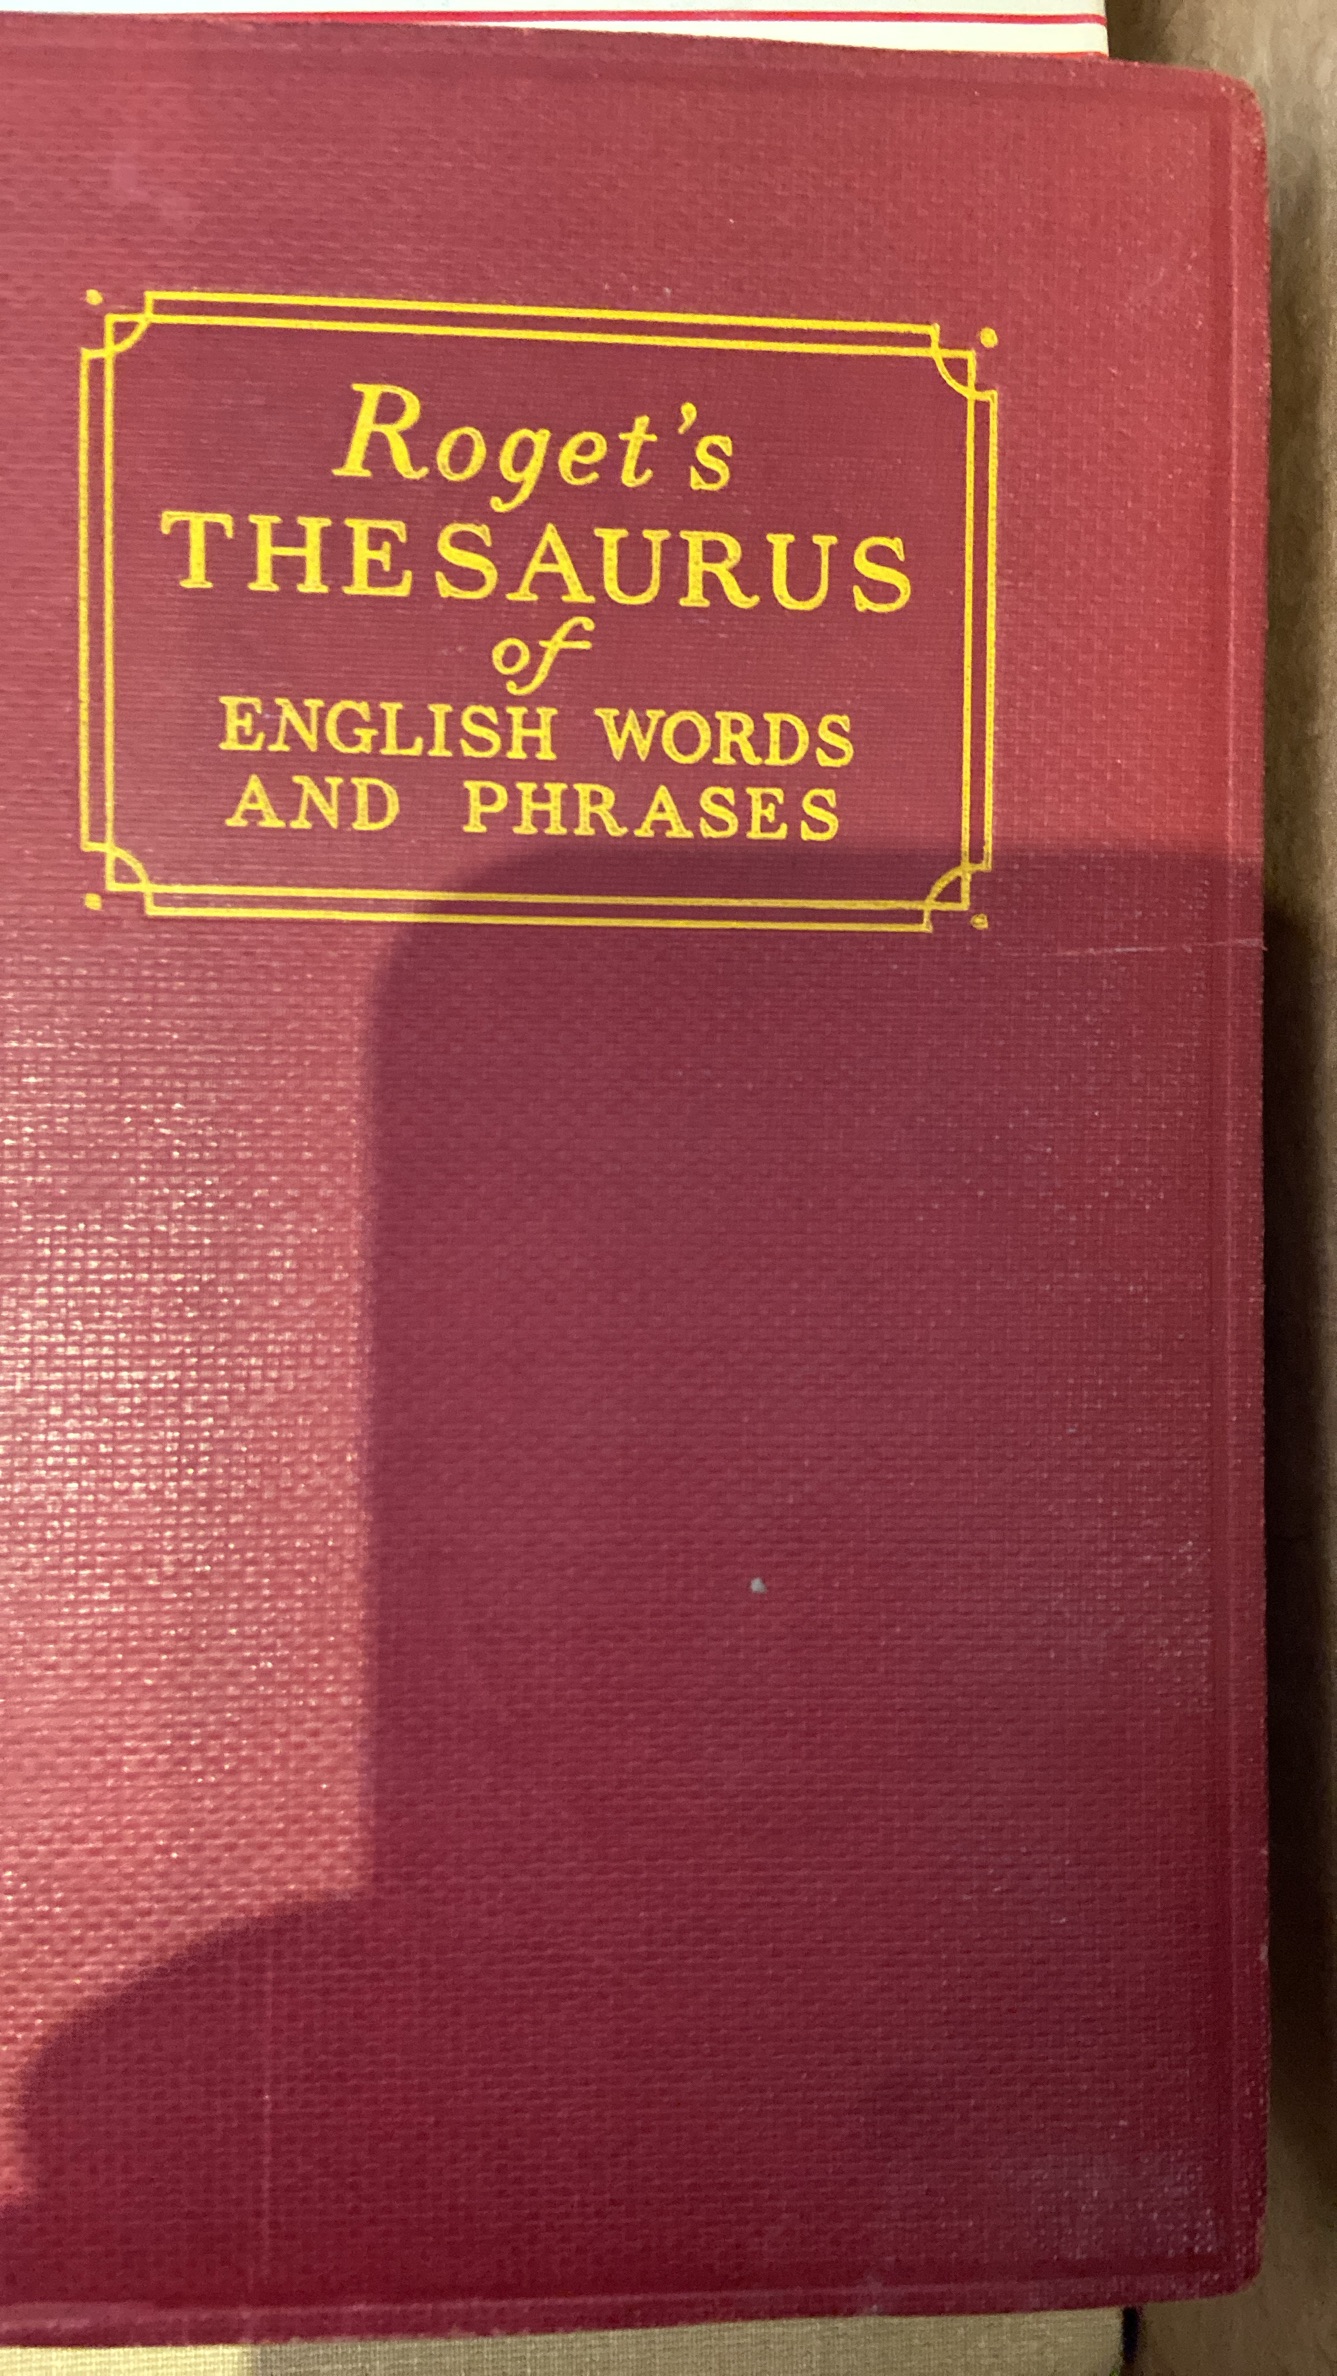 Roget's
THESAURUS
of
ENGLISH WORDS
AND PHRASES